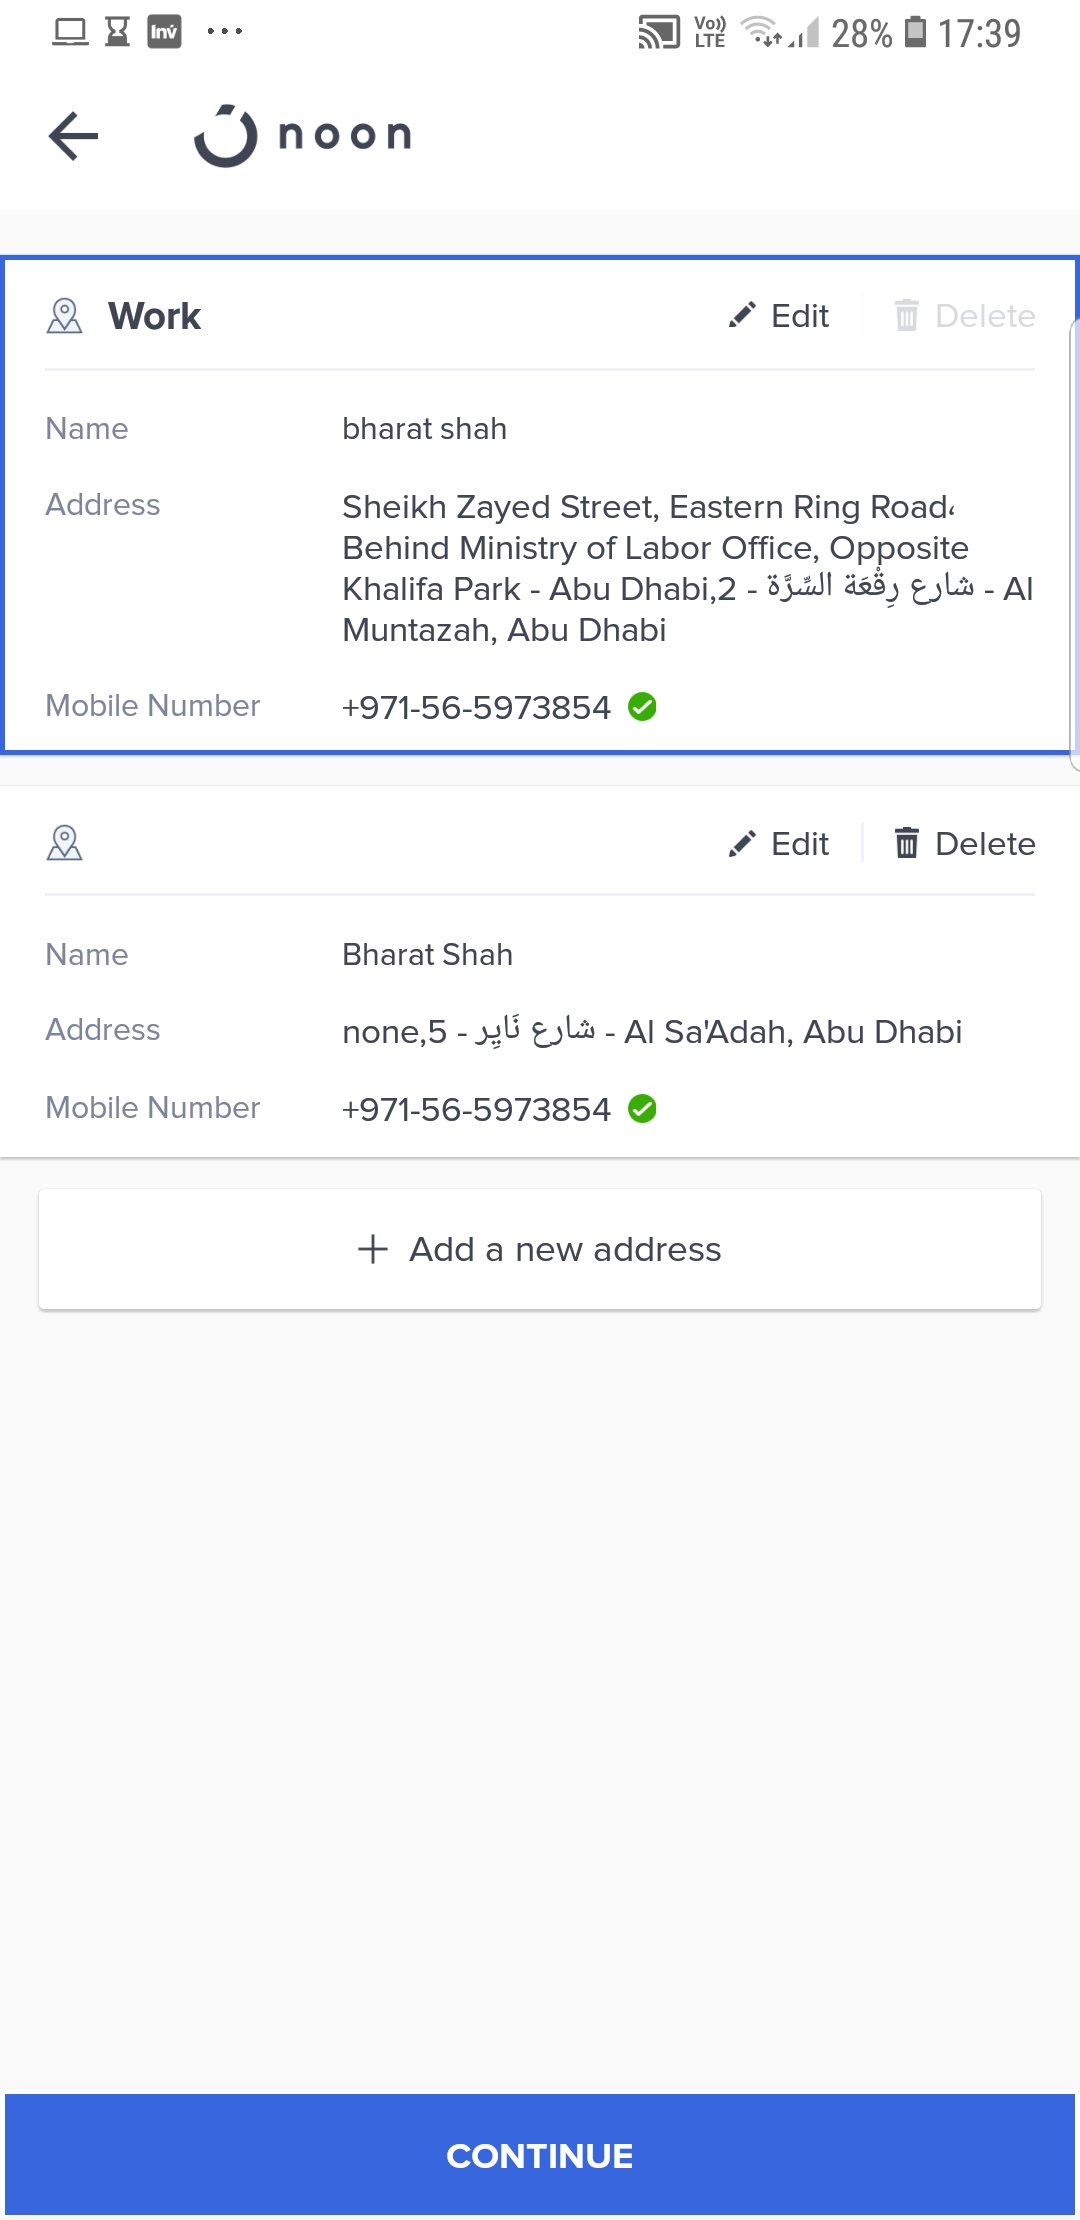 Inv ... Vo)) LTE 28% 17:39
noon
Work Edit Delete
Name bharat shah
Address Sheikh Zayed Street, Eastern Ring Road،
Behind Ministry of Labor Office, Opposite
Khalifa Park - Abu Dhabi,2 - شارع رِقْعَة السِّرَّة - Al
Muntazah, Abu Dhabi
Mobile Number +971-56-5973854
Edit Delete
Name Bharat Shah
Address none,5 - شارع نَايِر - Al Sa'Adah, Abu Dhabi
Mobile Number +971-56-5973854
+ Add a new address
CONTINUE